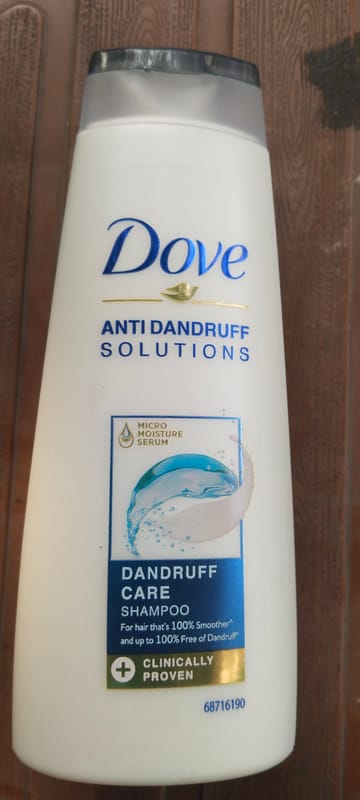 Dove
ANTI DANDRUFF
SOLUTIONS
MICRO
MOISTURE
SERUM
DANDRUFF
CARE
SHAMPOO
For hair that's 100% Smoother^
and up to 100% Free of Dandruff*
CLINICALLY
PROVEN
68716190